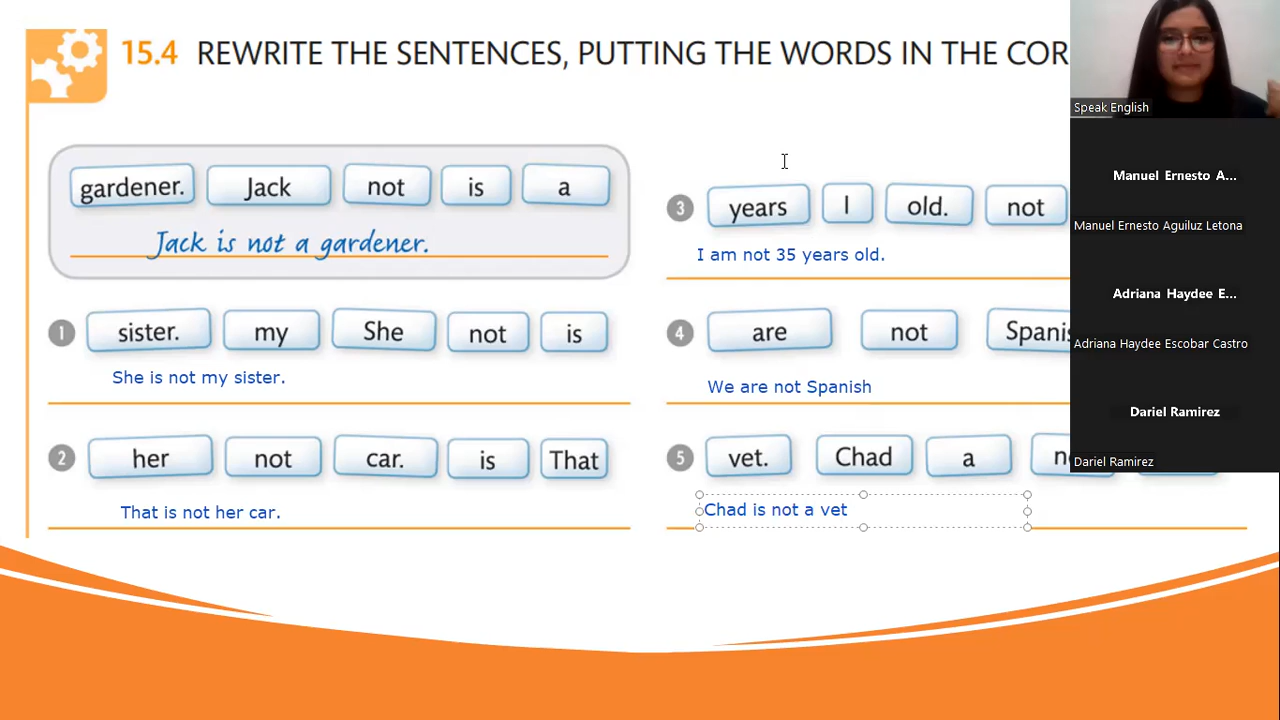 15.4 REWRITE THE SENTENCES, PUTTING THE WORDS IN THE COR
gardener. Jack not is a
Jack is not a gardener.
1 sister. my She not is
She is not my sister.
2 her not car. is That
That is not her car.
3 years I old. not
I am not 35 years old.
4 are not Spanis
We are not Spanish
5 vet. Chad a
Chad is not a vet
Speak English
Manuel Ernesto A...
Manuel Ernesto Aguiluz Letona
Adriana Haydee E...
Adriana Haydee Escobar Castro
Dariel Ramirez
Dariel Ramirez